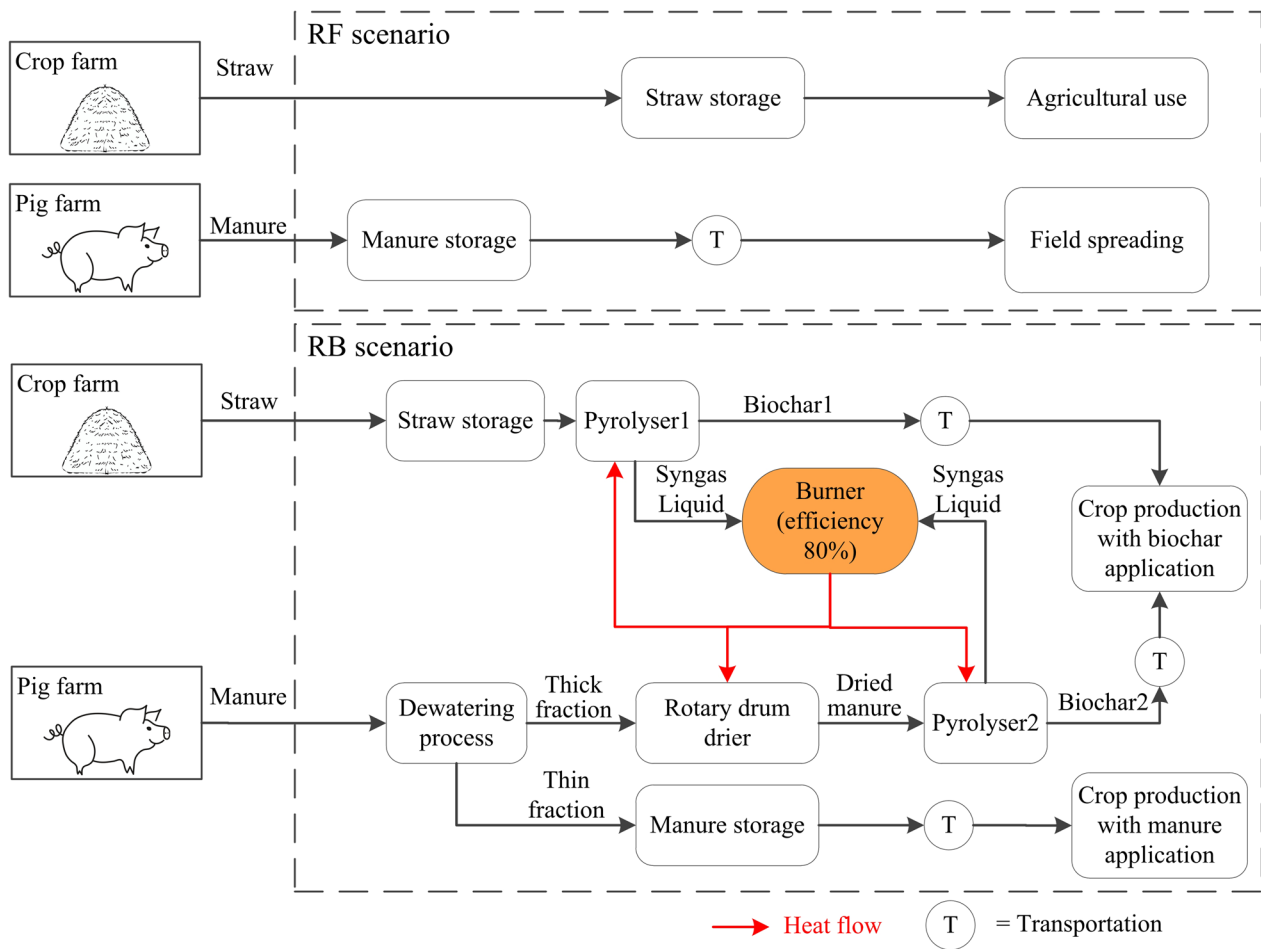 RF scenario
Crop farm
Straw
Straw storage
Agricultural use
Pig farm
Manure
Manure storage
T
Field spreading
RB scenario
Crop farm
Straw
Straw storage
Pyrolyser1
Biochar1
T
Syngas
Liquid
Burner
(efficiency
80%)
Syngas
Liquid
Crop production
with biochar
application
T
Pig farm
Manure
Dewatering
process
Thick
fraction
Rotary drum
drier
Dried
manure
Pyrolyser2
Biochar2
Thin
fraction
Manure storage
T
Crop production
with manure
application
Heat flow
T
= Transportation